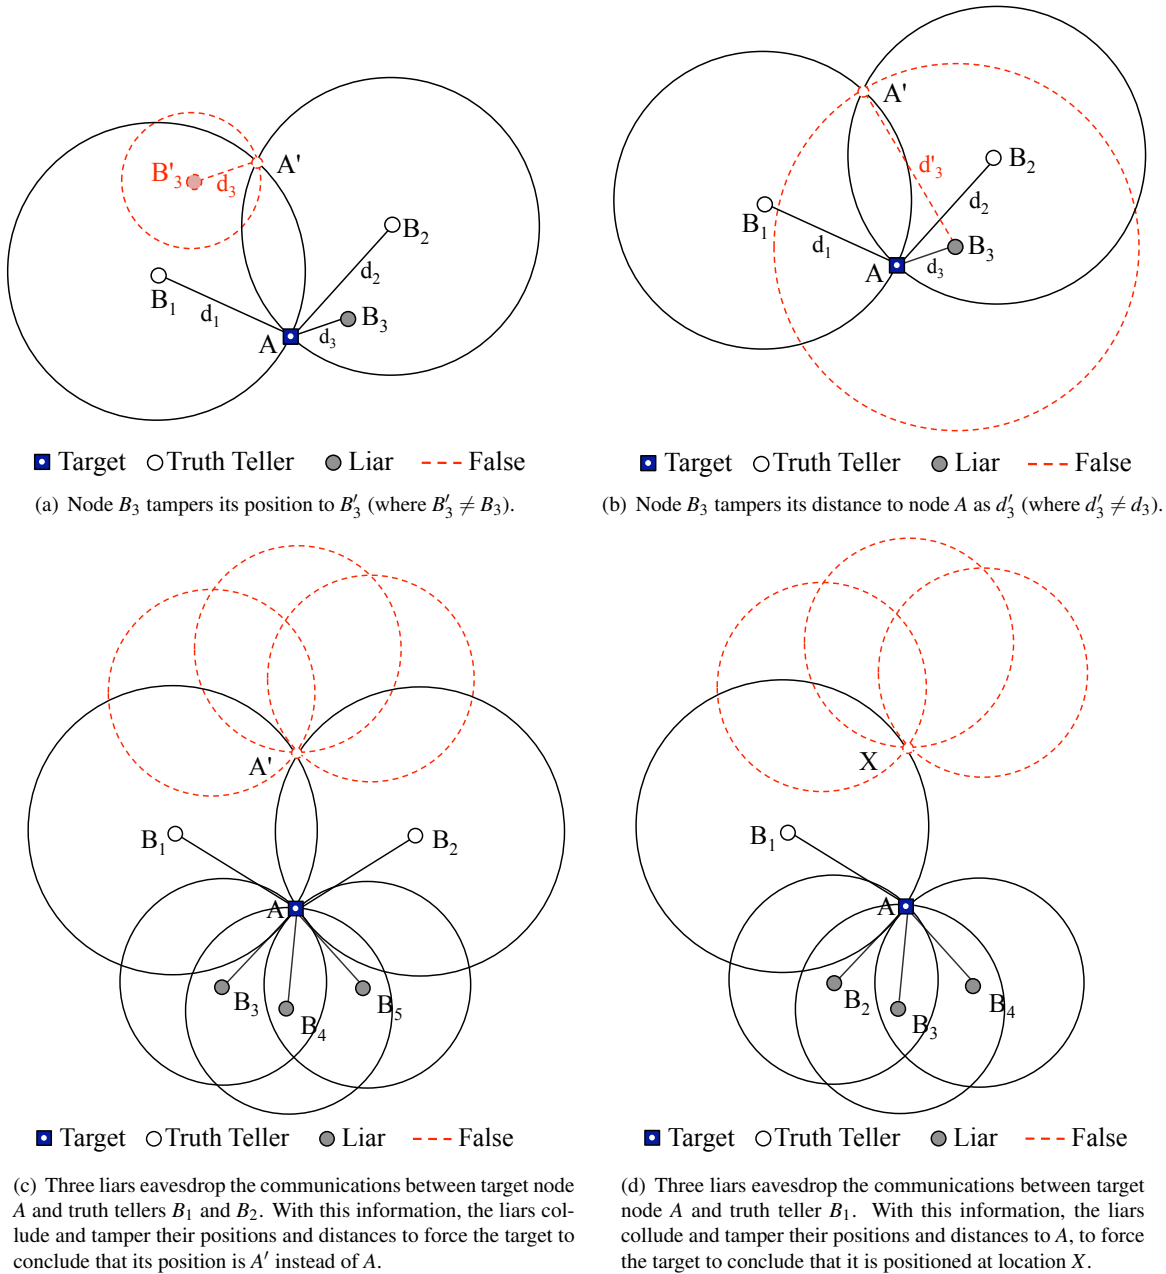 B'₃
d₃
A'
B₂
d₂
B₁
d₁
B₃
A
d₃
Target Truth Teller Liar False
(a) Node B₃ tampers its position to B′₃ (where B′₃ ≠ B₃).
A'
d'₃
B₂
d₂
B₁
d₁
B₃
A
d₃
Target Truth Teller Liar False
(b) Node B₃ tampers its distance to node A as d′₃ (where d′₃ ≠ d₃).
A'
B₁
B₂
A
B₃
B₄
B₅
Target Truth Teller Liar False
(c) Three liars eavesdrop the communications between target node
A and truth tellers B₁ and B₂. With this information, the liars col-
lude and tamper their positions and distances to force the target to
conclude that its position is A′ instead of A.
X
B₁
A
B₂
B₃
B₄
Target Truth Teller Liar False
(d) Three liars eavesdrop the communications between target
node A and truth teller B₁. With this information, the liars
collude and tamper their positions and distances to A, to force
the target to conclude that it is positioned at location X.